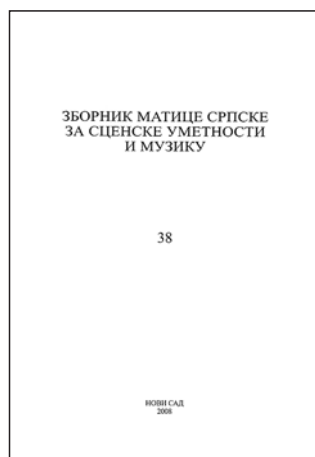 ЗБОРНИК МАТИЦЕ СРПСКЕ
ЗА СЦЕНСКЕ УМЕТНОСТИ
И МУЗИКУ
38
НОВИ САД
2008